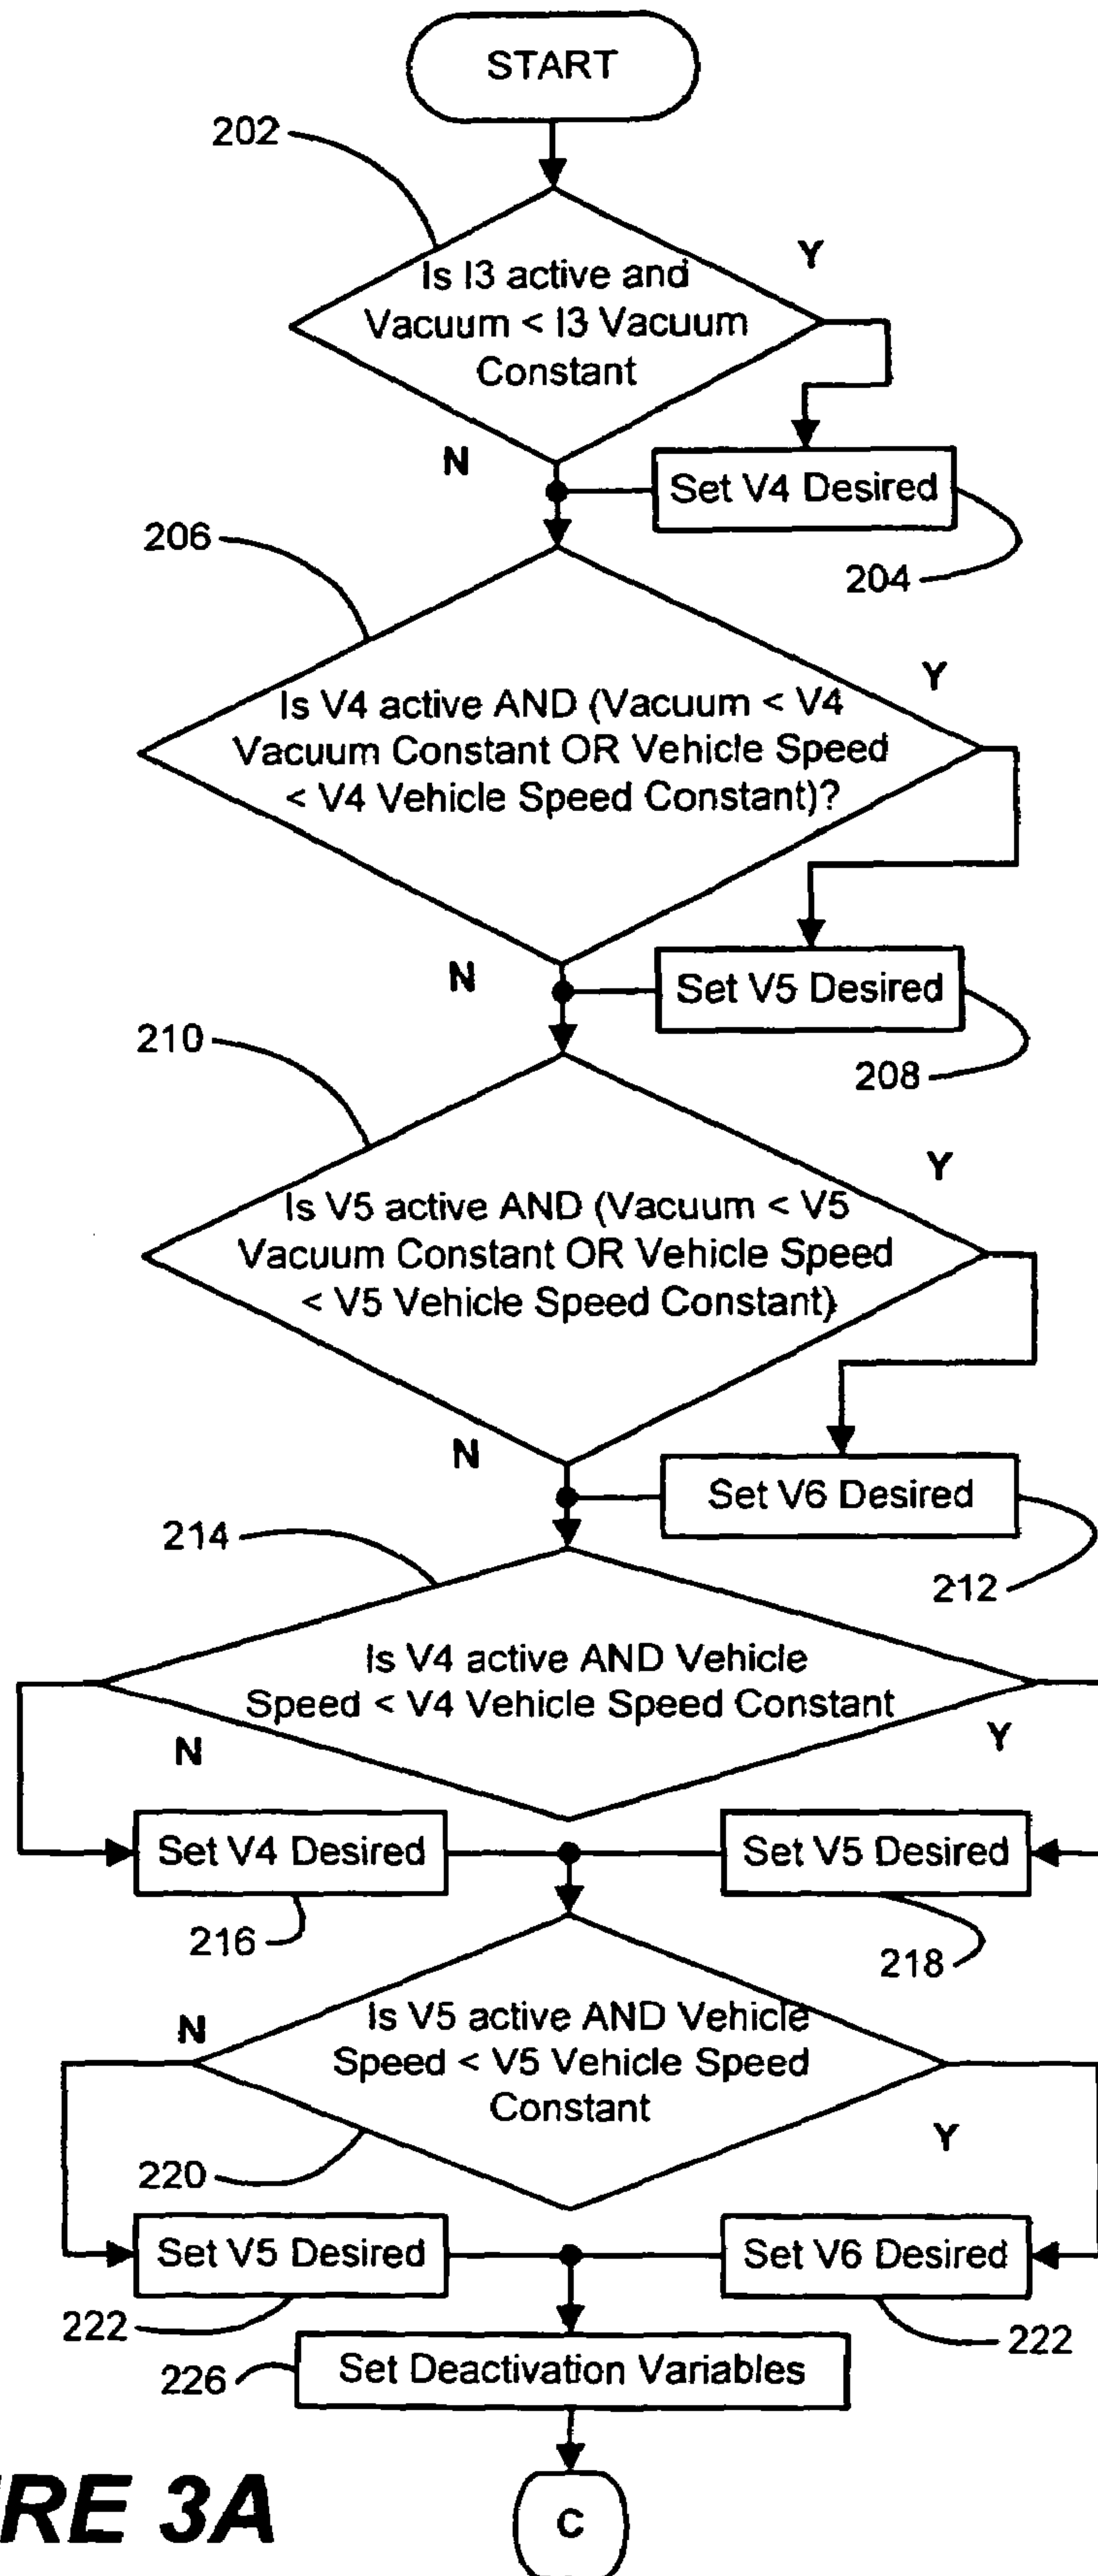 START
202
Is I3 active and
Vacuum < I3 Vacuum
Constant
Y
N
Set V4 Desired
204
206
Is V4 active AND (Vacuum < V4
Vacuum Constant OR Vehicle Speed
< V4 Vehicle Speed Constant)?
Y
N
Set V5 Desired
208
210
Is V5 active AND (Vacuum < V5
Vacuum Constant OR Vehicle Speed
< V5 Vehicle Speed Constant)
Y
N
Set V6 Desired
212
214
Is V4 active AND Vehicle
Speed < V4 Vehicle Speed Constant
N
Y
Set V4 Desired
Set V5 Desired
216
218
N
Is V5 active AND Vehicle
Speed < V5 Vehicle Speed
Constant
Y
220
Set V5 Desired
Set V6 Desired
222
222
226
Set Deactivation Variables
RE 3A
C